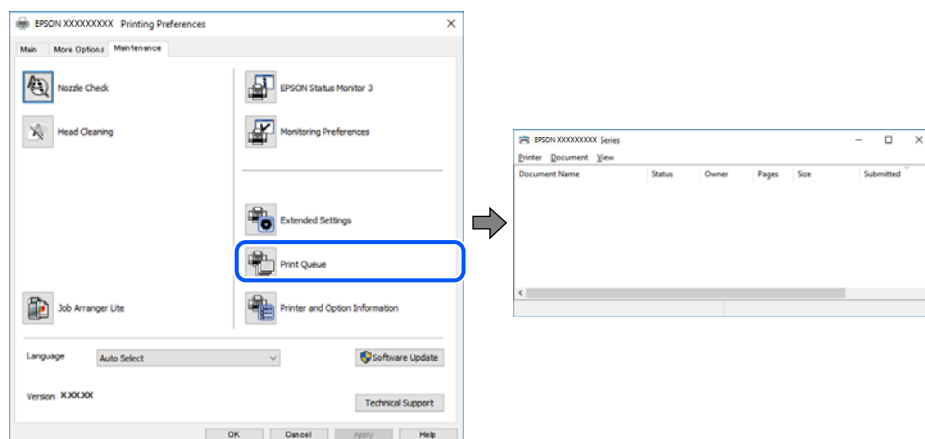 EPSON XXXXXXXXX Printing Preferences
Main More Options Maintenance
Nozzle Check
Head Cleaning
Job Arranger Lite
EPSON Status Monitor 3
Monitoring Preferences
Extended Settings
Print Queue
Printer and Option Information
Language Auto Select Software Update
Version X.XX.XX
Technical Support
OK Cancel Apply Help
EPSON XXXXXXXXX Series
Printer Document View
Document Name Status Owner Pages Size Submitted